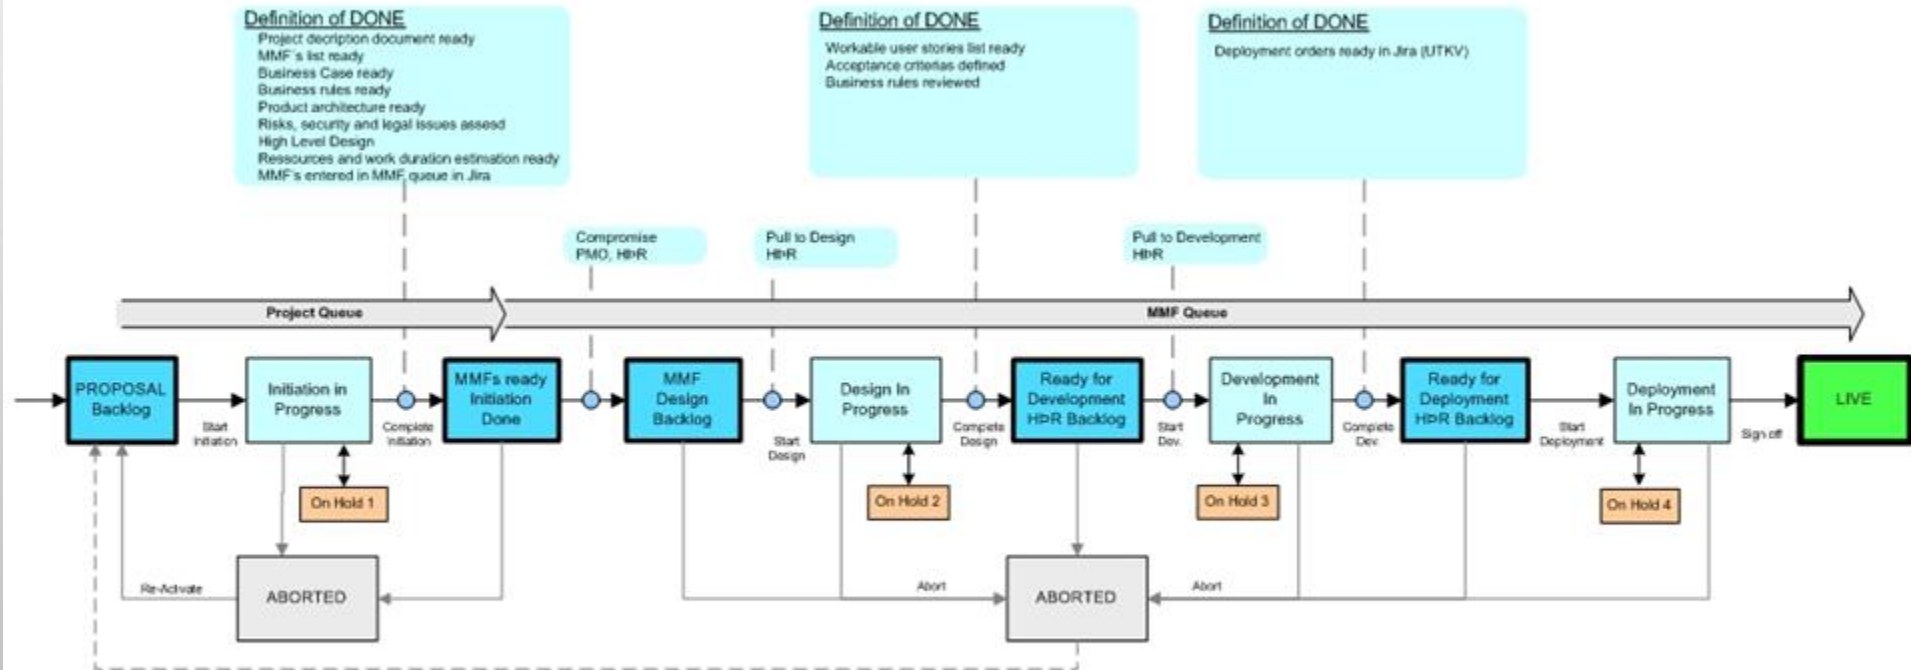 Definition of DONE
Project decription document ready
MMF´s list ready
Business Case ready
Business rules ready
Product architecture ready
Risks, security and legal issues assesd
High Level Design
Ressources and work duration estimation ready
MMF's entered in MMF queue in Jira
Definition of DONE
Workable user stories list ready
Acceptance criterias defined
Business rules reviewed
Definition of DONE
Deployment orders ready in Jira (UTKV)
Compromise
PMO, HÞR
Pull to Design
HÞR
Pull to Development
HÞR
Project Queue
MMF Queue
PROPOSAL
Backlog
Start
Initiation
Initiation in
Progress
Complete
Initiation
MMFs ready
Initiation
Done
MMF
Design
Backlog
Start
Design
Design In
Progress
Complete
Design
Ready for
Development
HÞR Backlog
Start
Dev.
Development
In
Progress
Complete
Dev.
Ready for
Deployment
HÞR Backlog
Start
Deployment
Deployment
In Progress
Sign off
LIVE
On Hold 1
On Hold 2
On Hold 3
On Hold 4
Re-Activate
ABORTED
Abort
ABORTED
Abort